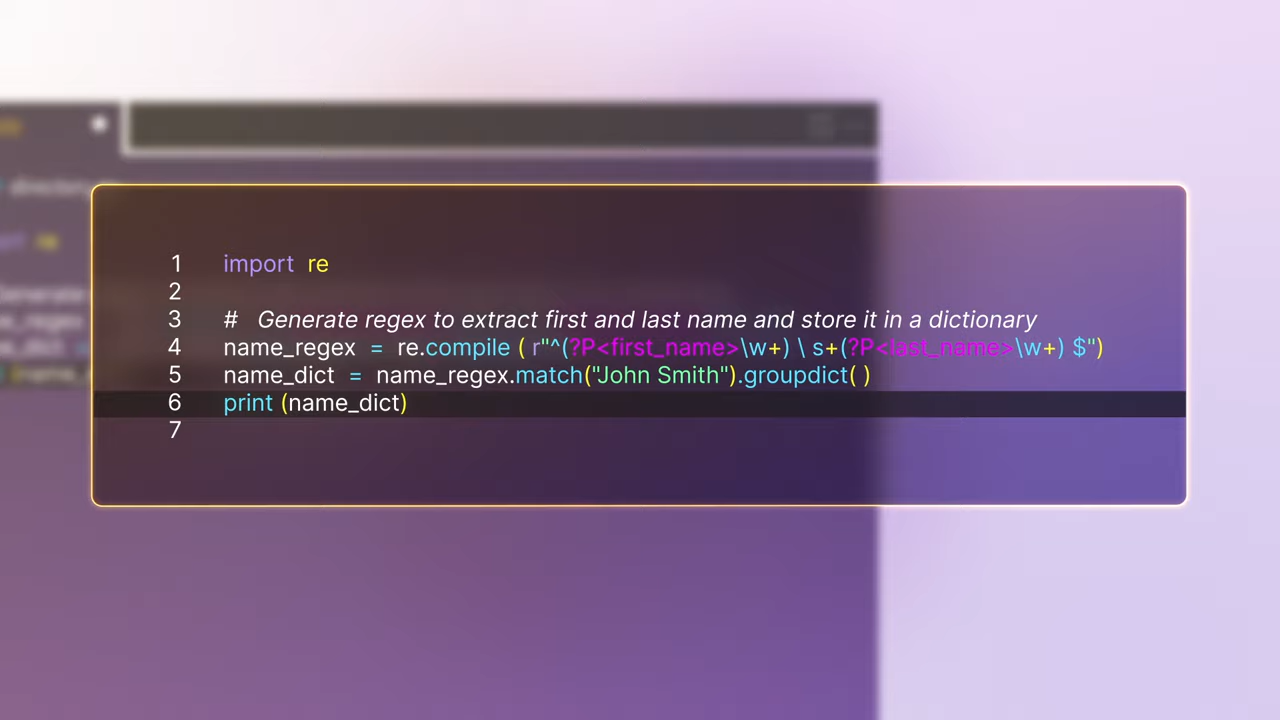 1 import re
2
3 # Generate regex to extract first and last name and store it in a dictionary
4 name_regex = re.compile ( r"^(?P<first_name>\w+) \ s+(?P<last_name>\w+) $")
5 name_dict = name_regex.match("John Smith").groupdict( )
6 print (name_dict)
7